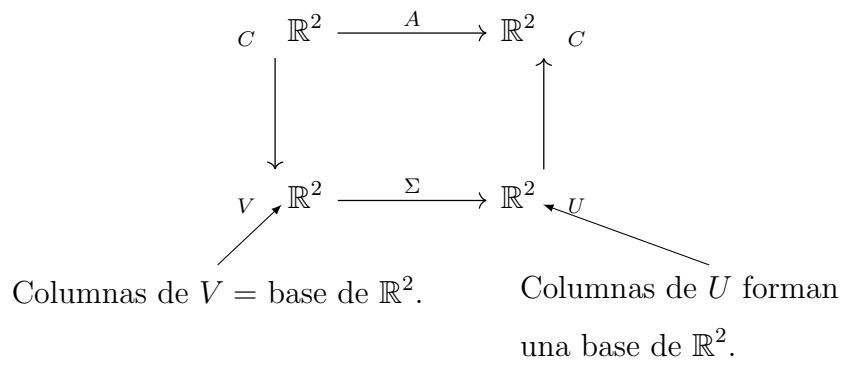 C ℝ² A ℝ² C
V ℝ² Σ ℝ² U
Columnas de V = base de ℝ².
Columnas de U forman
una base de ℝ².